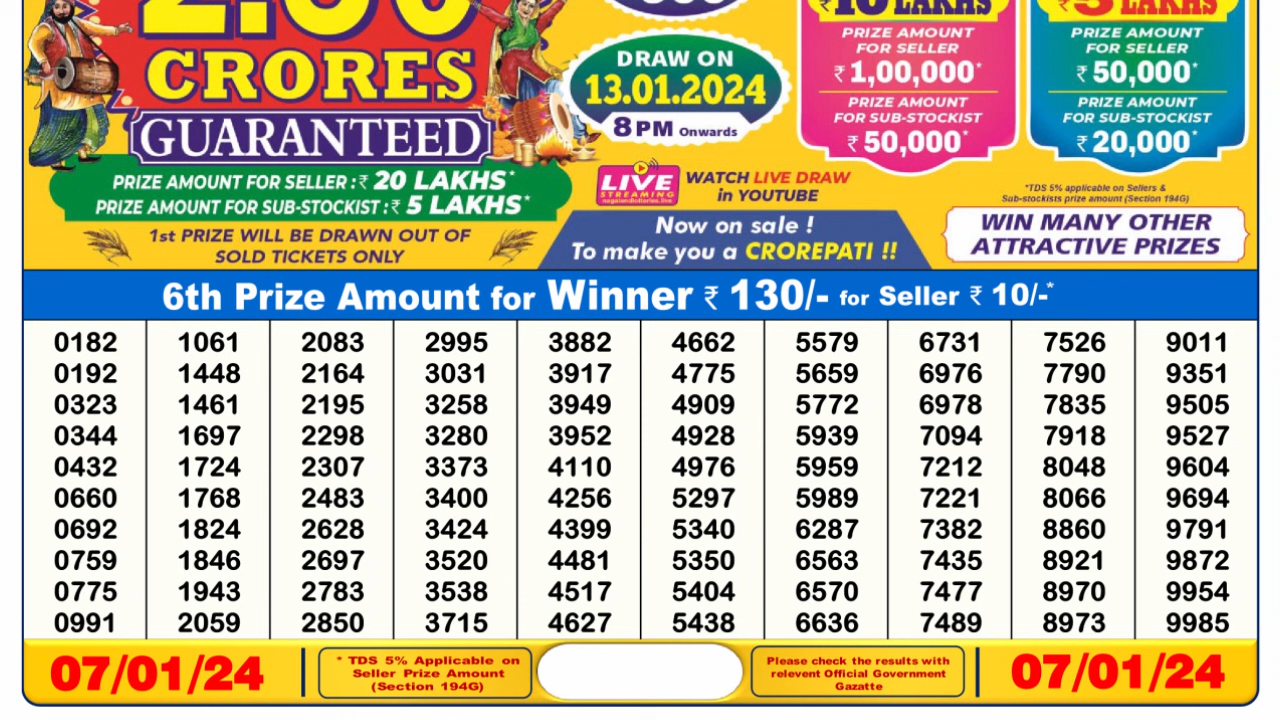 CRORES
GUARANTEED
PRIZE AMOUNT FOR SELLER :₹ 20 LAKHS*
PRIZE AMOUNT FOR SUB-STOCKIST :₹ 5 LAKHS*
1st PRIZE WILL BE DRAWN OUT OF
SOLD TICKETS ONLY
DRAW ON
13.01.2024
8PM Onwards
LIVE
STREAMING
nagalandlotteries.live
WATCH LIVE DRAW
in YOUTUBE
Now on sale !
To make you a CROREPATI !!
LAKHS
PRIZE AMOUNT
FOR SELLER
₹ 1,00,000*
PRIZE AMOUNT
FOR SUB-STOCKIST
₹ 50,000*
₹5 LAKHS
PRIZE AMOUNT
FOR SELLER
₹ 50,000*
PRIZE AMOUNT
FOR SUB-STOCKIST
₹ 20,000*
*TDS 5% applicable on Sellers &
Sub-stockists prize amount (Section 194G)
WIN MANY OTHER
ATTRACTIVE PRIZES
6th Prize Amount for Winner ₹ 130/- for Seller ₹ 10/-*
0182 1061 2083 2995 3882 4662 5579 6731 7526 9011
0192 1448 2164 3031 3917 4775 5659 6976 7790 9351
0323 1461 2195 3258 3949 4909 5772 6978 7835 9505
0344 1697 2298 3280 3952 4928 5939 7094 7918 9527
0432 1724 2307 3373 4110 4976 5959 7212 8048 9604
0660 1768 2483 3400 4256 5297 5989 7221 8066 9694
0692 1824 2628 3424 4399 5340 6287 7382 8860 9791
0759 1846 2697 3520 4481 5350 6563 7435 8921 9872
0775 1943 2783 3538 4517 5404 6570 7477 8970 9954
0991 2059 2850 3715 4627 5438 6636 7489 8973 9985
07/01/24
* TDS 5% Applicable on
Seller Prize Amount
(Section 194G)
Please check the results with
relevent Official Government
Gazatte
07/01/24